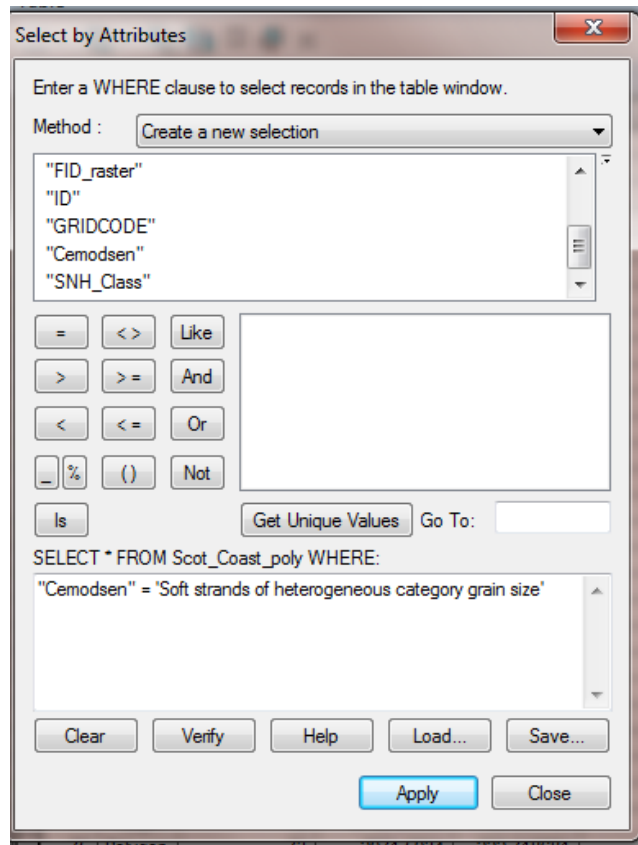 Select by Attributes
Enter a WHERE clause to select records in the table window.
Method : Create a new selection
"FID_raster"
"ID"
"GRIDCODE"
"Cemodsen"
"SNH_Class"
= < > Like
> > = And
< < = Or
_ % ( ) Not
Is Get Unique Values Go To:
SELECT * FROM Scot_Coast_poly WHERE:
"Cemodsen" = 'Soft strands of heterogeneous category grain size'
Clear Verify Help Load... Save...
Apply Close